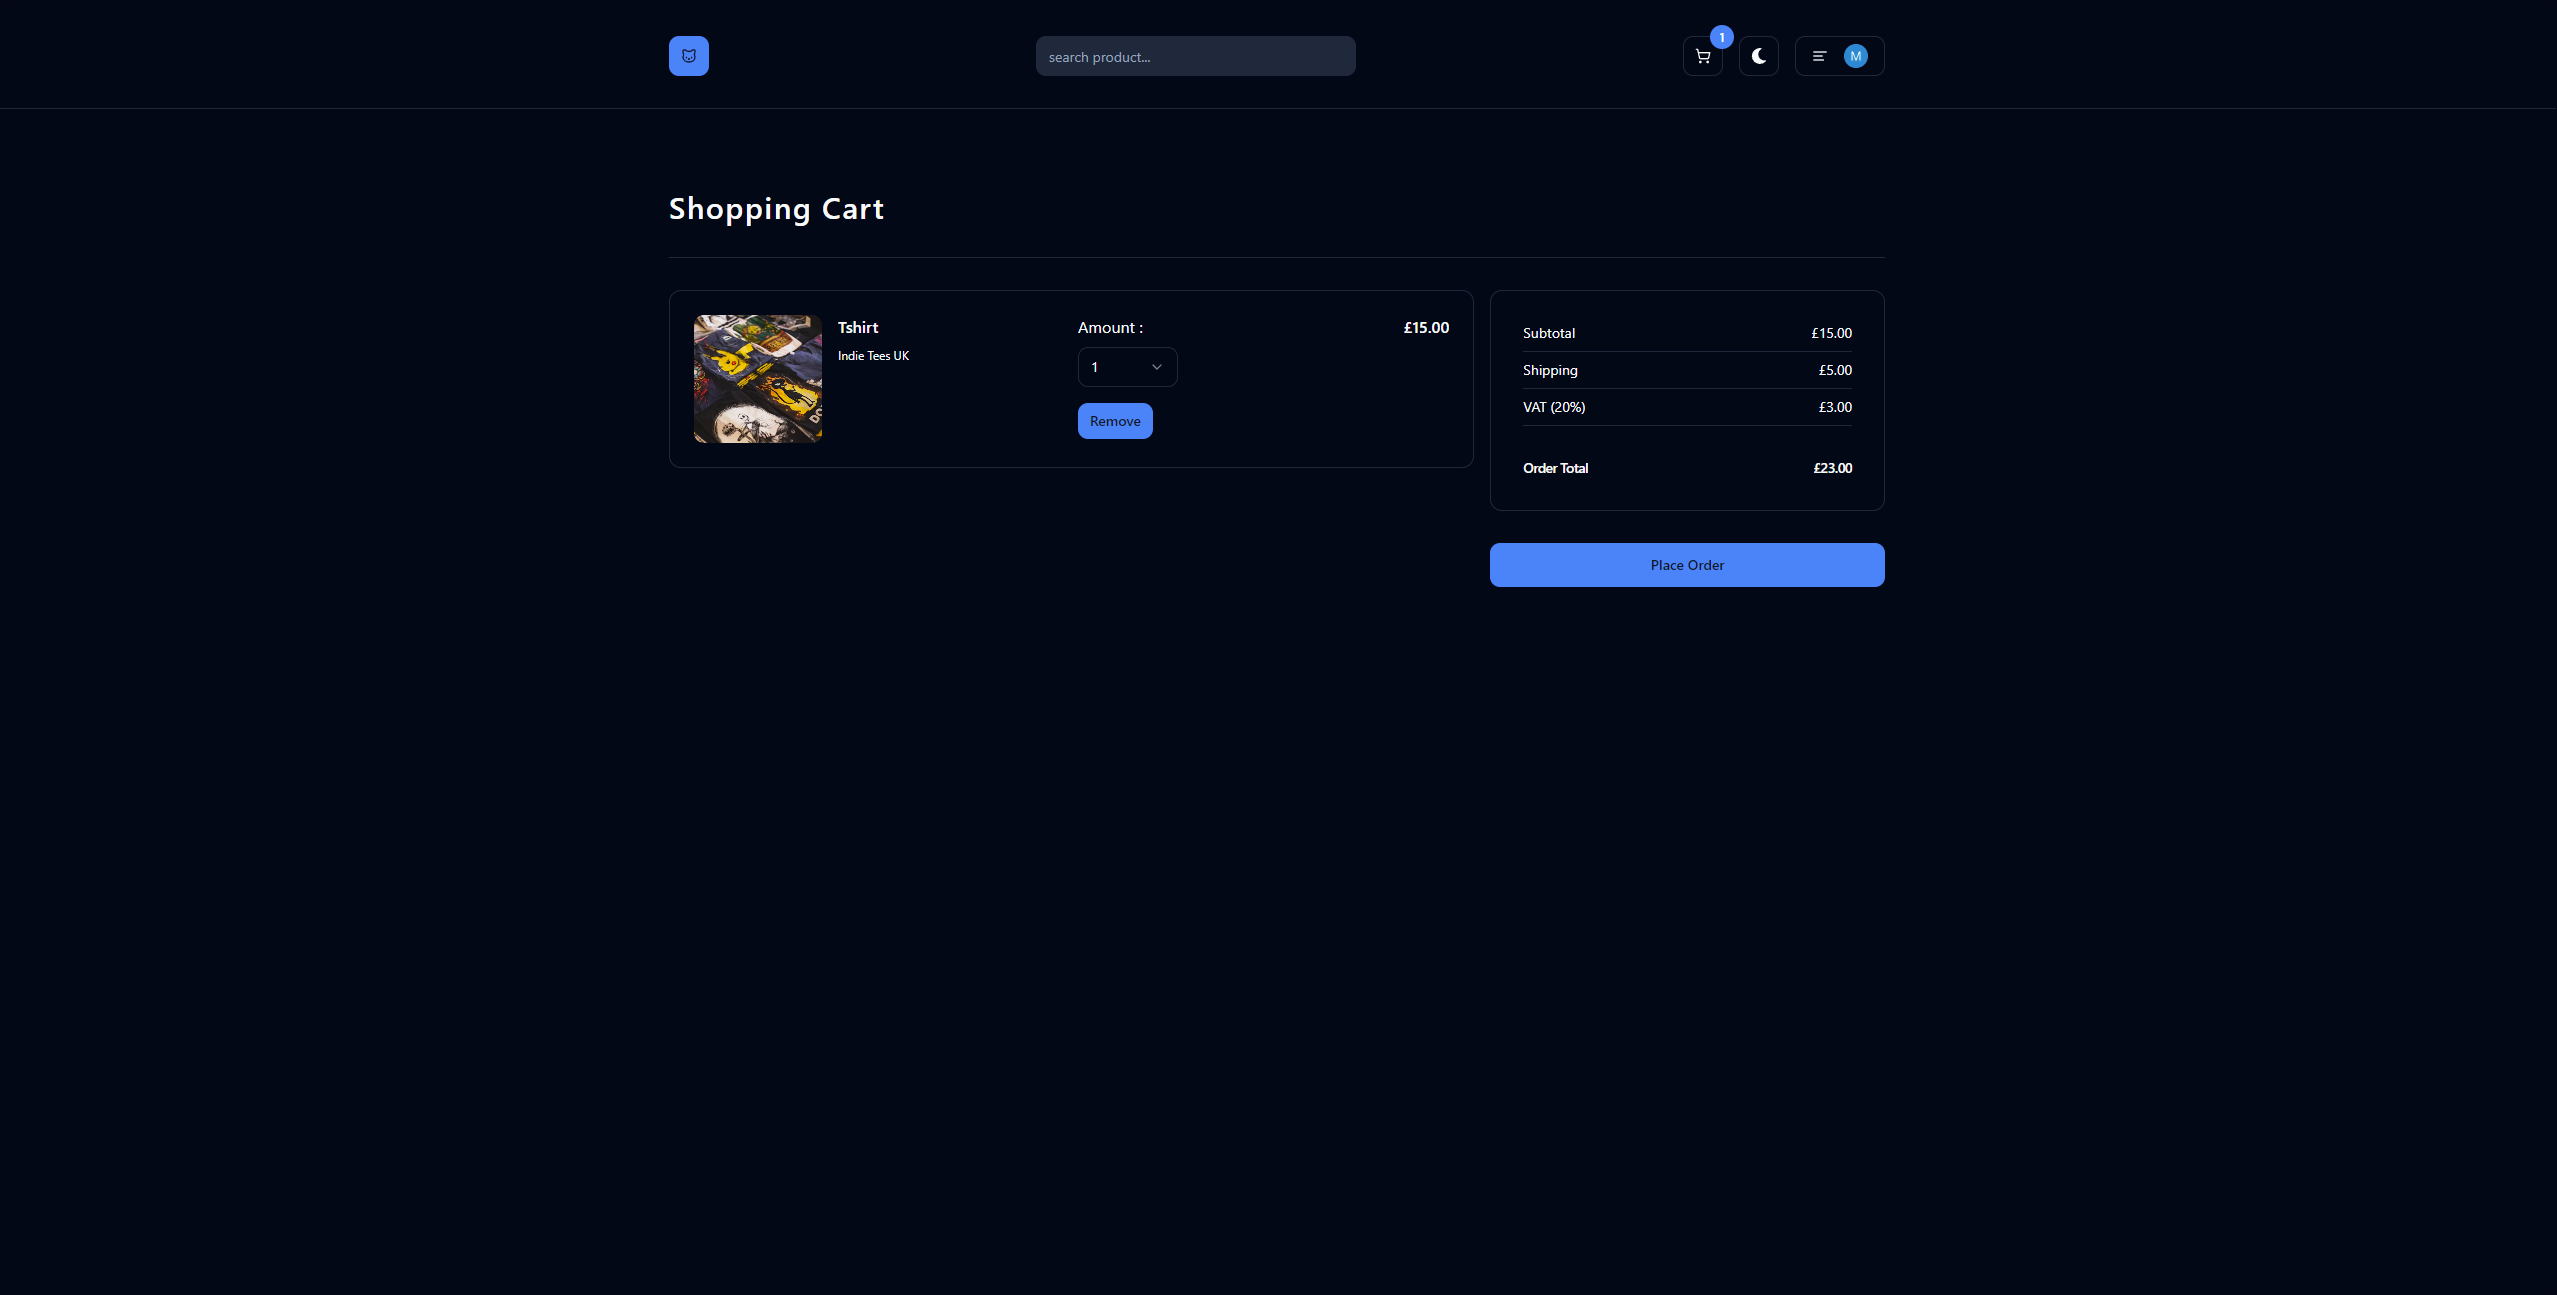 search product...
1
M
Shopping Cart
Tshirt
Indie Tees UK
Amount :
1
Remove
£15.00
Subtotal £15.00
Shipping £5.00
VAT (20%) £3.00
Order Total £23.00
Place Order